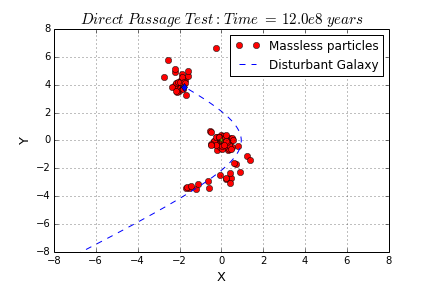 Direct Passage Test : Time = 12.0e8 years
Massless particles
Disturbant Galaxy
8
6
4
2
0
−2
−4
−6
−8
Y
−8 −6 −4 −2 0 2 4 6 8
X